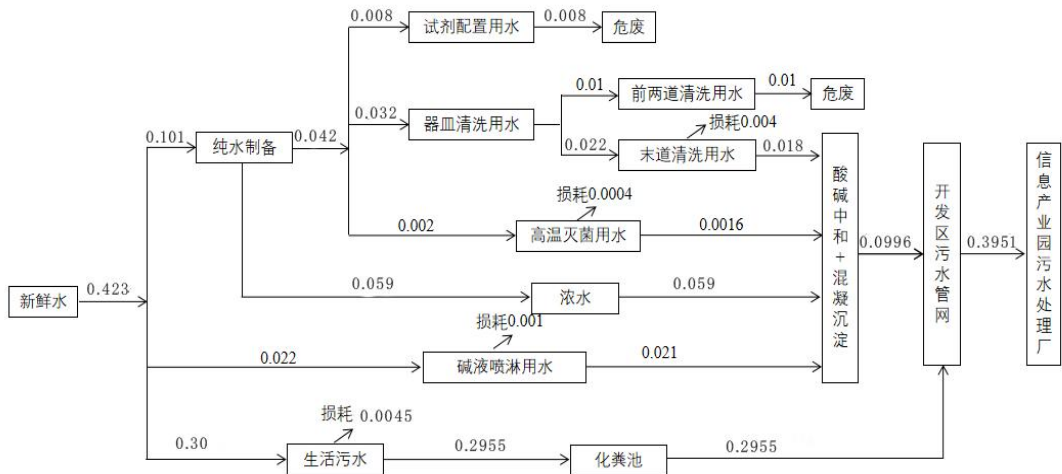 0.008
试剂配置用水
0.008
危废
0.032
器皿清洗用水
0.01
前两道清洗用水
0.01
危废
损耗0.004
0.022
末道清洗用水
0.018
0.101
纯水制备
0.042
损耗0.0004
0.002
高温灭菌用水
0.0016
酸碱中和+混凝沉淀
0.0996
开发区污水管网
0.3951
信息产业园污水处理厂
新鲜水
0.423
0.059
浓水
0.059
损耗0.001
0.022
碱液喷淋用水
0.021
损耗 0.0045
0.30
生活污水
0.2955
化粪池
0.2955